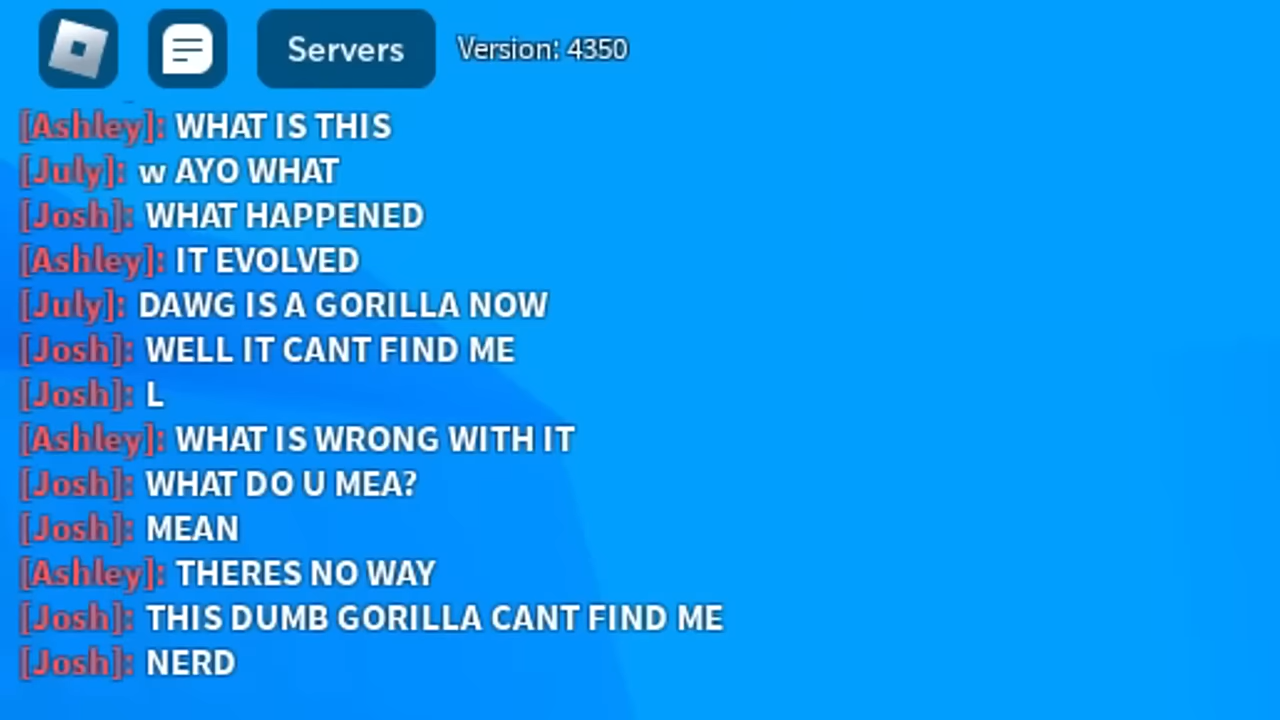 Servers Version: 4350
[Ashley]: WHAT IS THIS
[July]: w AYO WHAT
[Josh]: WHAT HAPPENED
[Ashley]: IT EVOLVED
[July]: DAWG IS A GORILLA NOW
[Josh]: WELL IT CANT FIND ME
[Josh]: L
[Ashley]: WHAT IS WRONG WITH IT
[Josh]: WHAT DO U MEA?
[Josh]: MEAN
[Ashley]: THERES NO WAY
[Josh]: THIS DUMB GORILLA CANT FIND ME
[Josh]: NERD